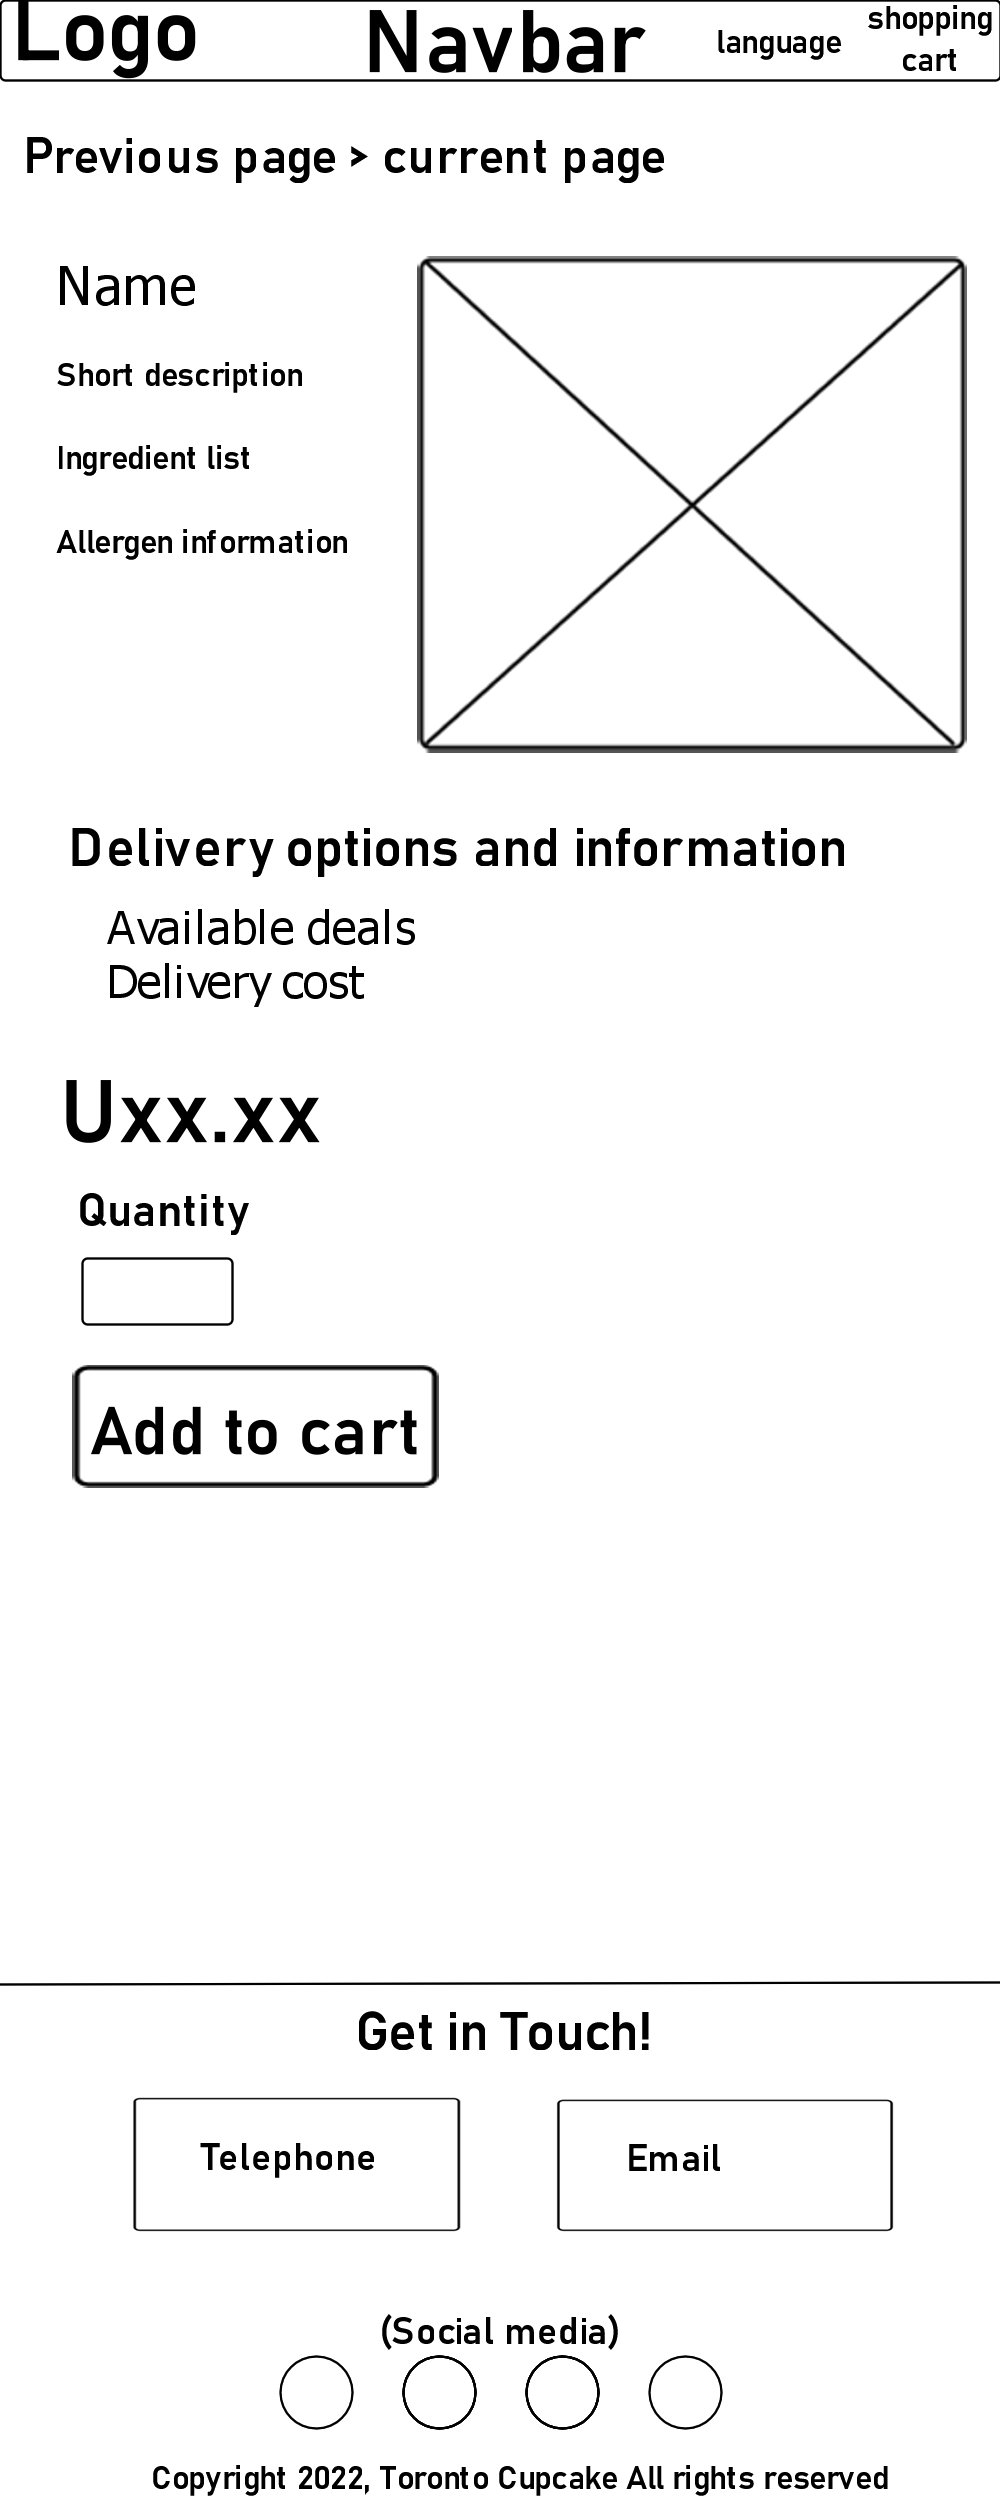 Logo
Navbar
language
shopping
cart
Previous page > current page
Name
Short description
Ingredient list
Allergen information
Delivery options and information
Available deals
Delivery cost
Uxx.xx
Quantity
Add to cart
Get in Touch!
Telephone
Email
(Social media)
Copyright 2022, Toronto Cupcake All rights reserved